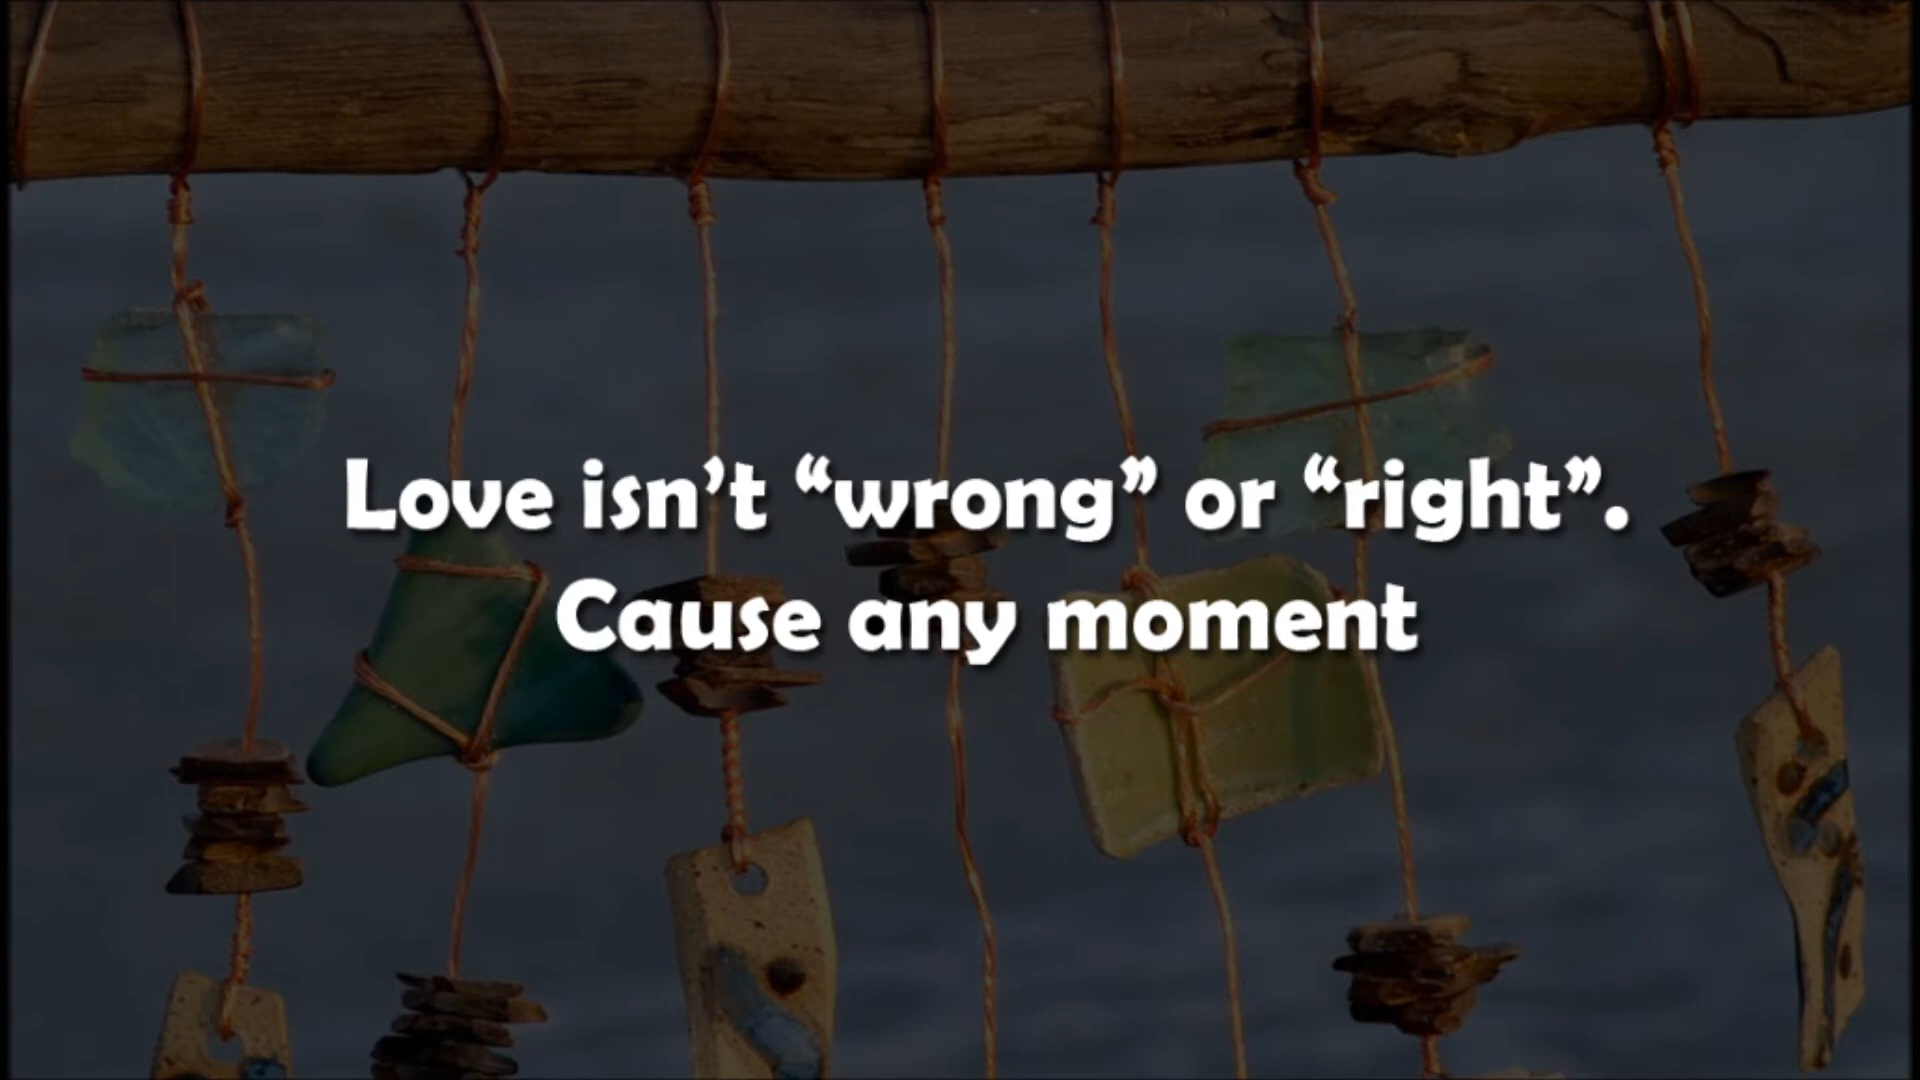 Love isn’t “wrong” or “right”.
Cause any moment